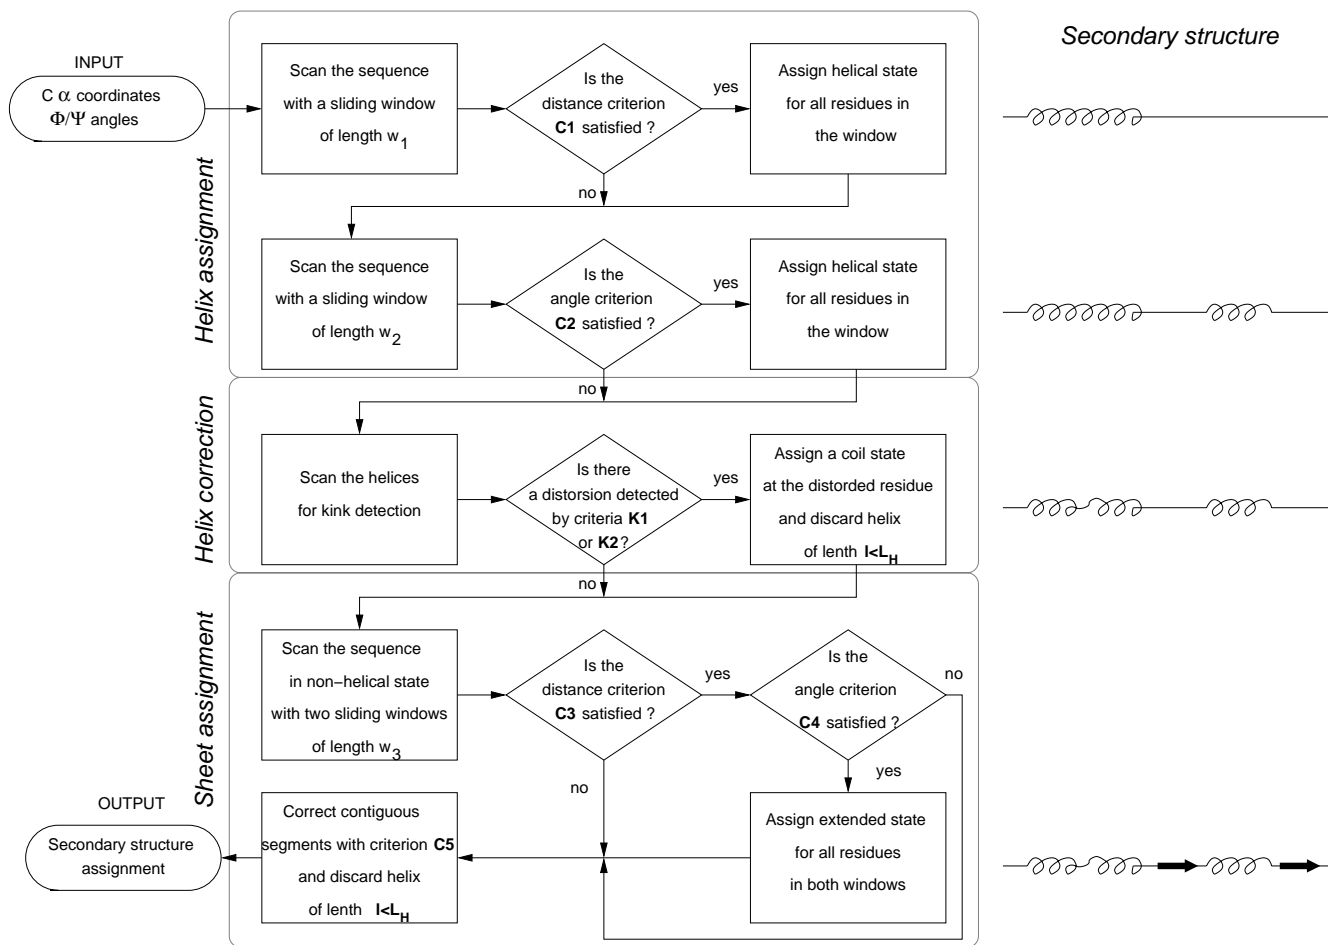 Secondary structure
INPUT
C α coordinates
Φ/Ψ angles
Helix assignment
Scan the sequence
with a sliding window
of length w1
Is the
distance criterion
C1 satisfied ?
yes
no
Assign helical state
for all residues in
the window
Scan the sequence
with a sliding window
of length w2
Is the
angle criterion
C2 satisfied ?
yes
no
Assign helical state
for all residues in
the window
Helix correction
Scan the helices
for kink detection
Is there
a distorsion detected
by criteria K1
or K2?
yes
no
Assign a coil state
at the distorded residue
and discard helix
of lenth l<LH
Sheet assignment
Scan the sequence
in non−helical state
with two sliding windows
of length w3
Is the
distance criterion
C3 satisfied ?
yes
no
Is the
angle criterion
C4 satisfied ?
no
yes
Assign extended state
for all residues
in both windows
Correct contiguous
segments with criterion C5
and discard helix
of lenth l<LH
OUTPUT
Secondary structure
assignment